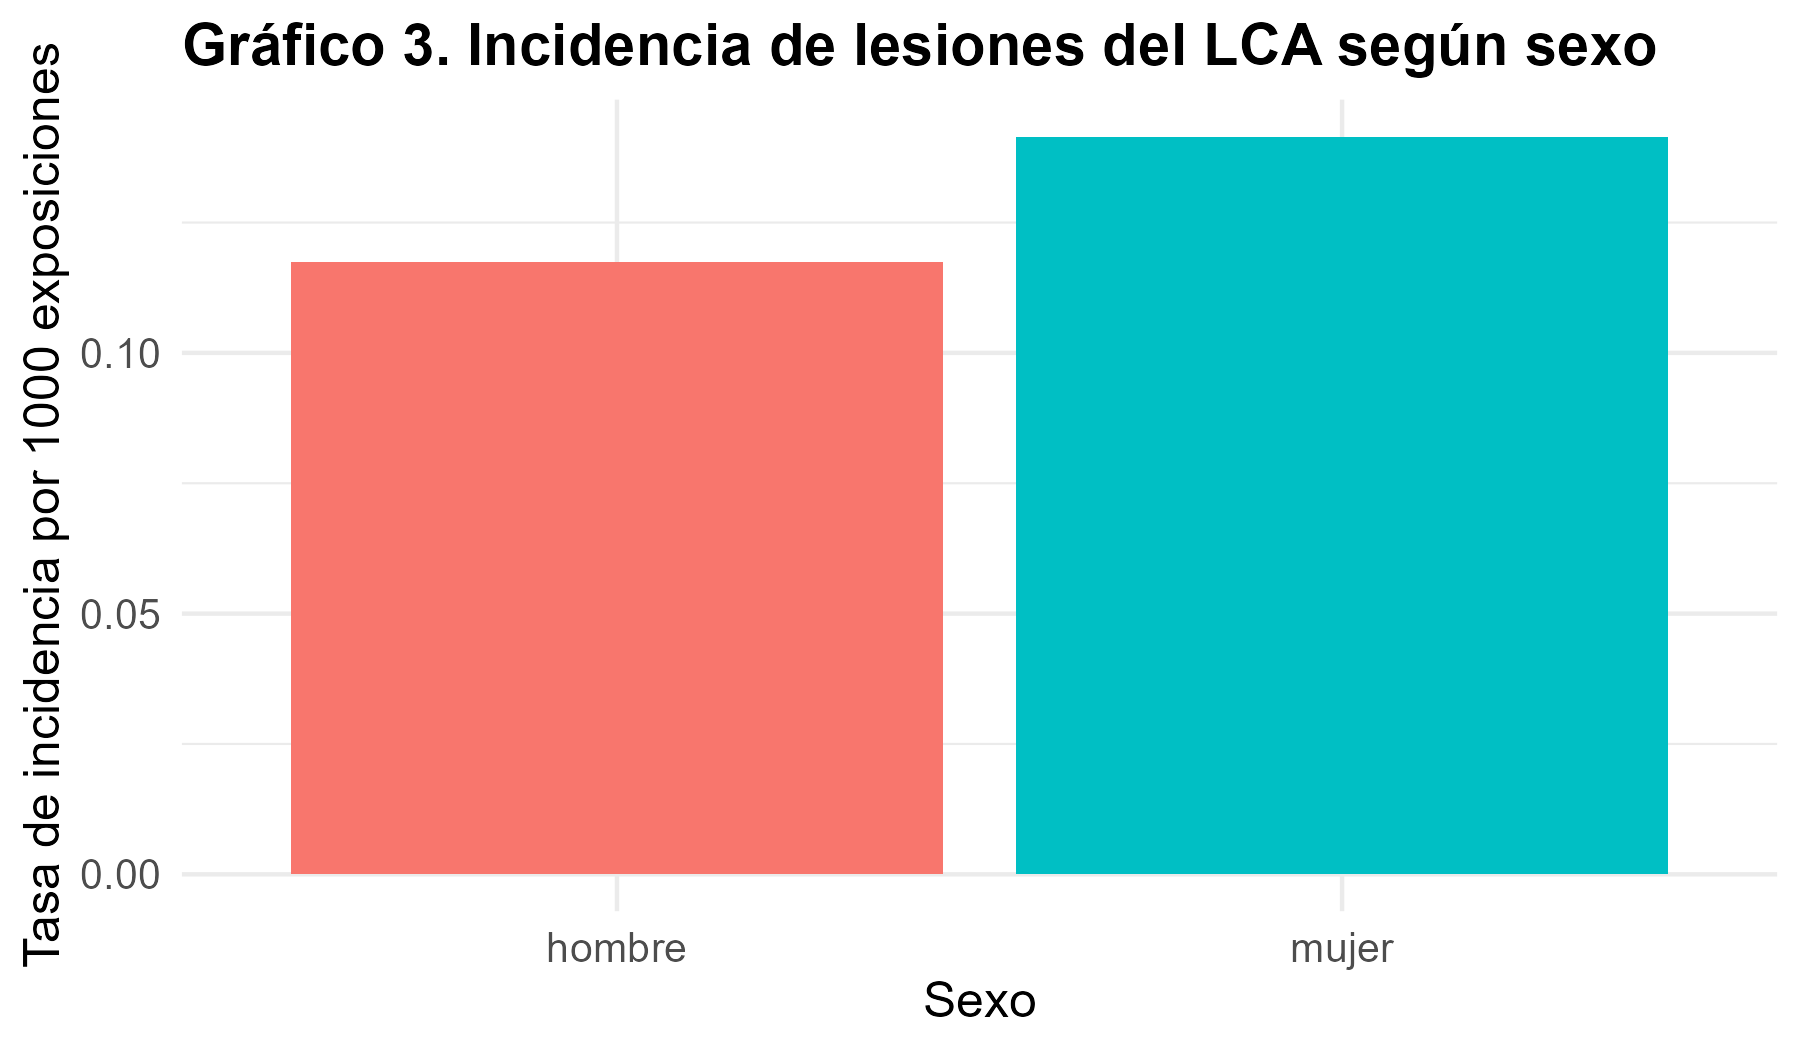 Gráfico 3. Incidencia de lesiones del LCA según sexo
Tasa de incidencia por 1000 exposiciones
0.10
0.05
0.00
hombre
mujer
Sexo